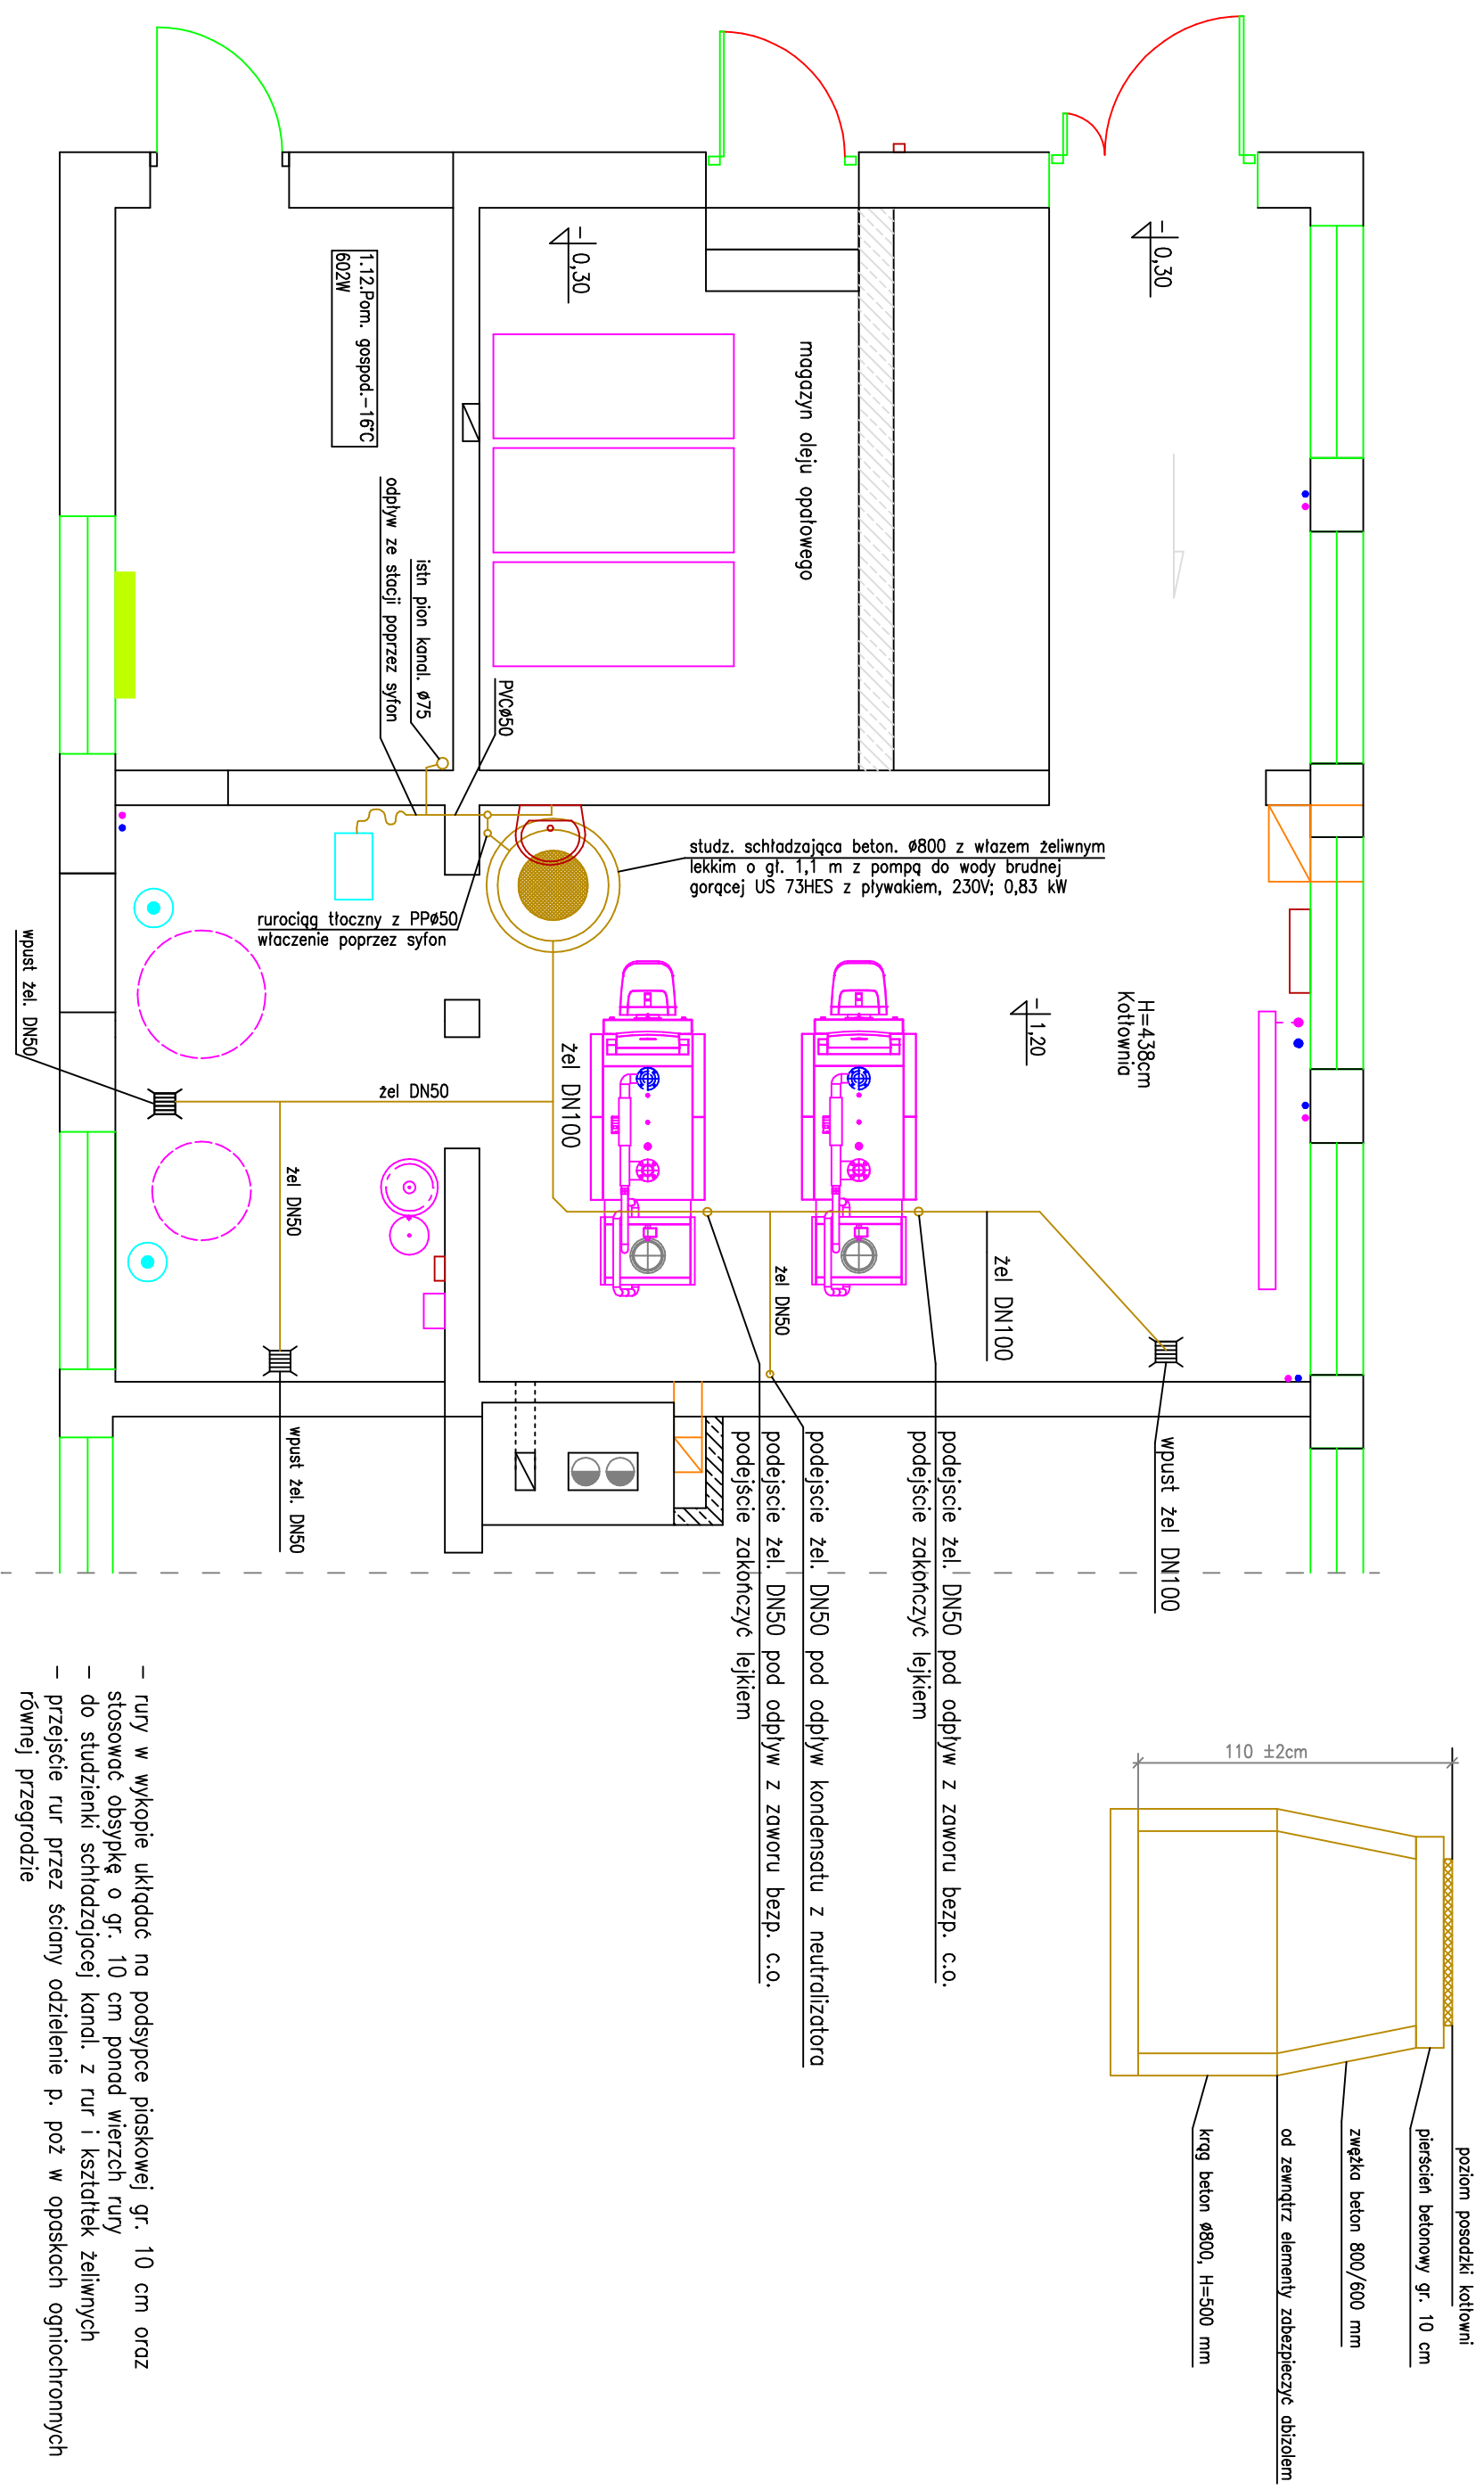 - 0,30
- 0,30
1.12.Pom. gospod.-16°C
602W
magazyn oleju opałowego
odpływ ze stacji poprzez syfon
istn pion kanal. ø75
PVCø50
studz. schładzająca beton. ø800 z włazem żeliwnym
lekkim o gł. 1,1 m z pompą do wody brudnej
gorącej US 73HES z pływakiem, 230V; 0,83 kW
rurociąg tłoczny z PPø50
właczenie poprzez syfon
wpust żel. DN50
H=438cm
Kotłownia
- 1,20
żel DN100
żel DN50
żel DN50
żel DN50
żel DN100
wpust żel. DN50
wpust żel DN100
podejscie żel. DN50 pod odpływ z zaworu bezp. c.o.
podejście zakończyć lejkiem
podejscie żel. DN50 pod odpływ kondensatu z neutralizatora
podejscie żel. DN50 pod odpływ z zaworu bezp. c.o.
podejście zakończyć lejkiem
110 ±2cm
poziom posadzki kotłowni
pierścień betonowy gr. 10 cm
zwężka beton 800/600 mm
od zewnątrz elementy zabezpieczyć abizolem
krąg beton ø800, H=500 mm
- rury w wykopie ukłądać na podsypce piaskowej gr. 10 cm oraz
stosować obsypkę o gr. 10 cm ponad wierzch rury
- do studzienki schładzajacej kanal. z rur i kształtek żeliwnych
- przejście rur przez ściany odzielenie p. poż w opaskach ogniochronnych
równej przegrodzie